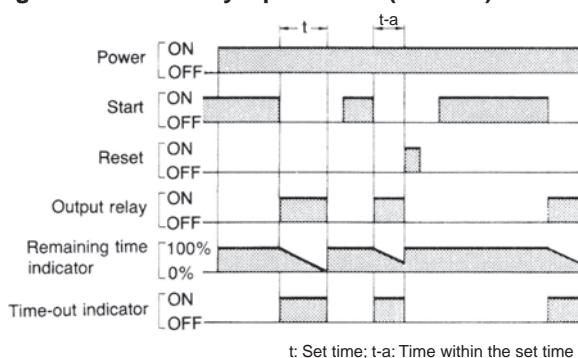 t
t-a
Power ON
OFF
Start ON
OFF
Reset ON
OFF
Output relay ON
OFF
Remaining time indicator 100%
0%
Time-out indicator ON
OFF
t: Set time; t-a: Time within the set time